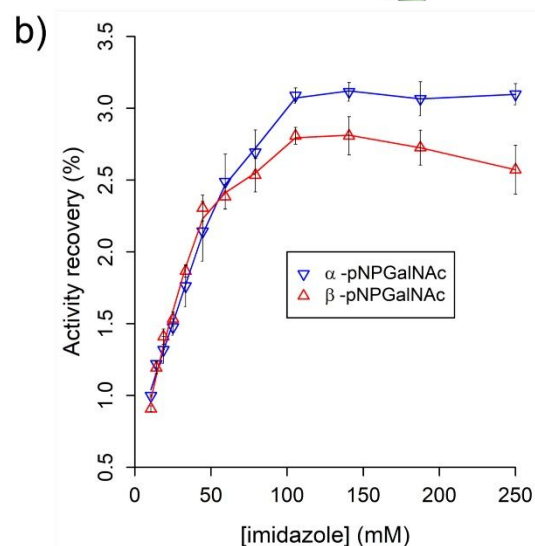 b)
3.5
3.0
2.5
2.0
1.5
1.0
0.5
Activity recovery (%)
α -pNPGalNAc
β -pNPGalNAc
0 50 100 150 200 250
[imidazole] (mM)